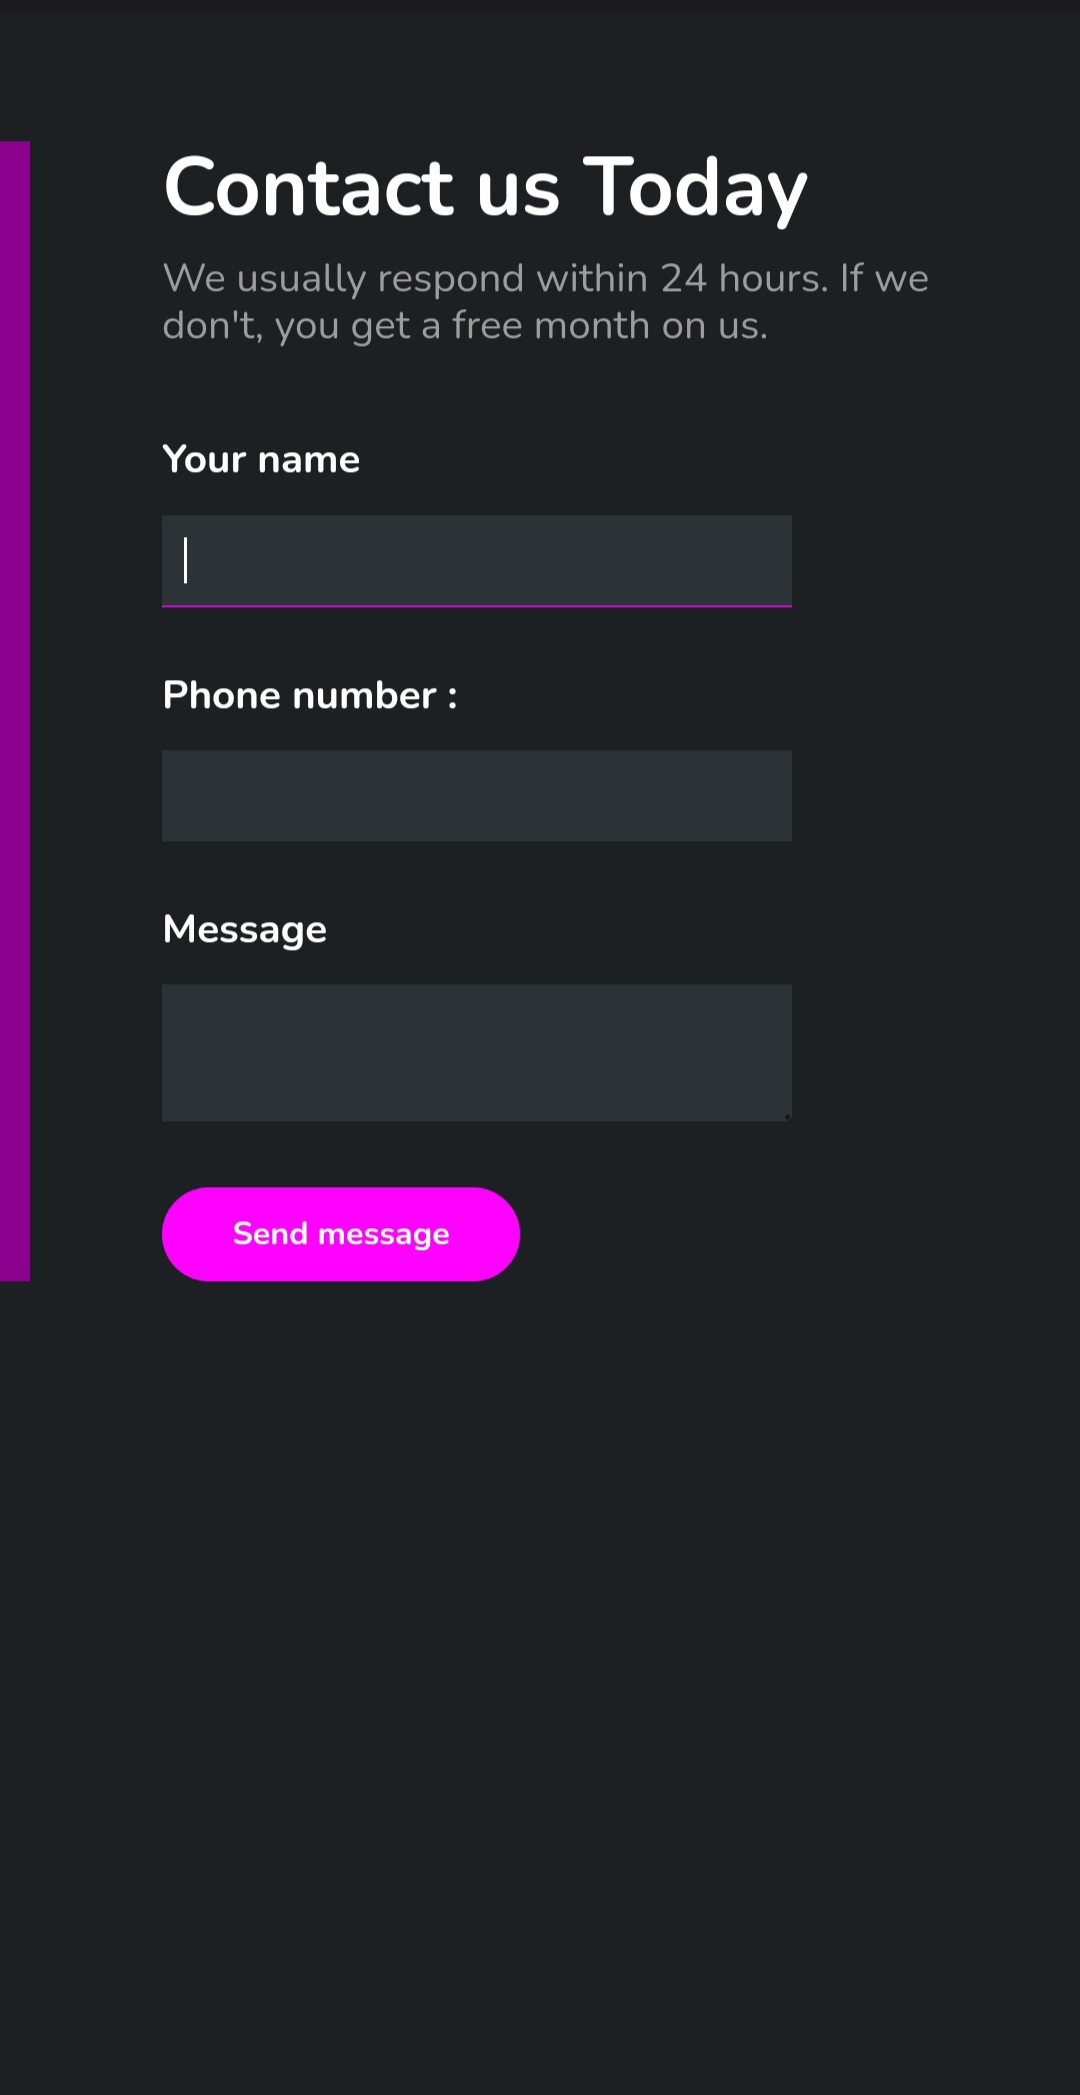 Contact us Today
We usually respond within 24 hours. If we
don't, you get a free month on us.
Your name
Phone number :
Message
Send message